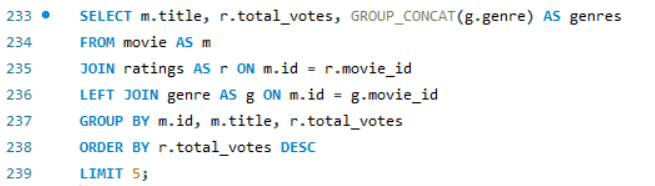 233 SELECT m.title, r.total_votes, GROUP_CONCAT(g.genre) AS genres
234 FROM movie AS m
235 JOIN ratings AS r ON m.id = r.movie_id
236 LEFT JOIN genre AS g ON m.id = g.movie_id
237 GROUP BY m.id, m.title, r.total_votes
238 ORDER BY r.total_votes DESC
239 LIMIT 5;